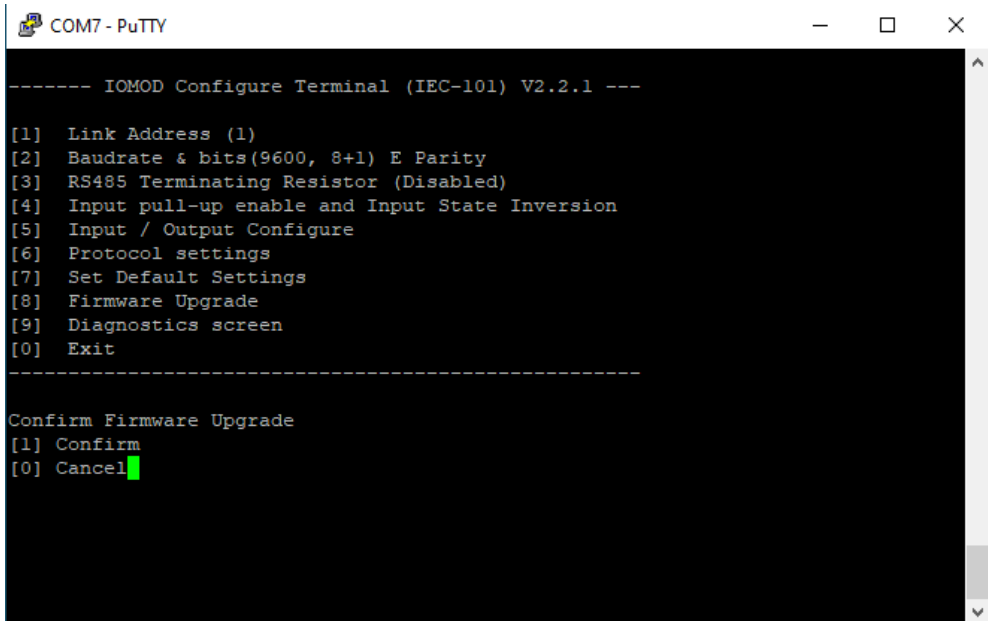 COM7 - PuTTY
------- IOMOD Configure Terminal (IEC-101) V2.2.1 ---
[1]  Link Address (1)
[2]  Baudrate & bits(9600, 8+1) E Parity
[3]  RS485 Terminating Resistor (Disabled)
[4]  Input pull-up enable and Input State Inversion
[5]  Input / Output Configure
[6]  Protocol settings
[7]  Set Default Settings
[8]  Firmware Upgrade
[9]  Diagnostics screen
[0]  Exit
-----------------------------------------------------
Confirm Firmware Upgrade
[1] Confirm
[0] Cancel